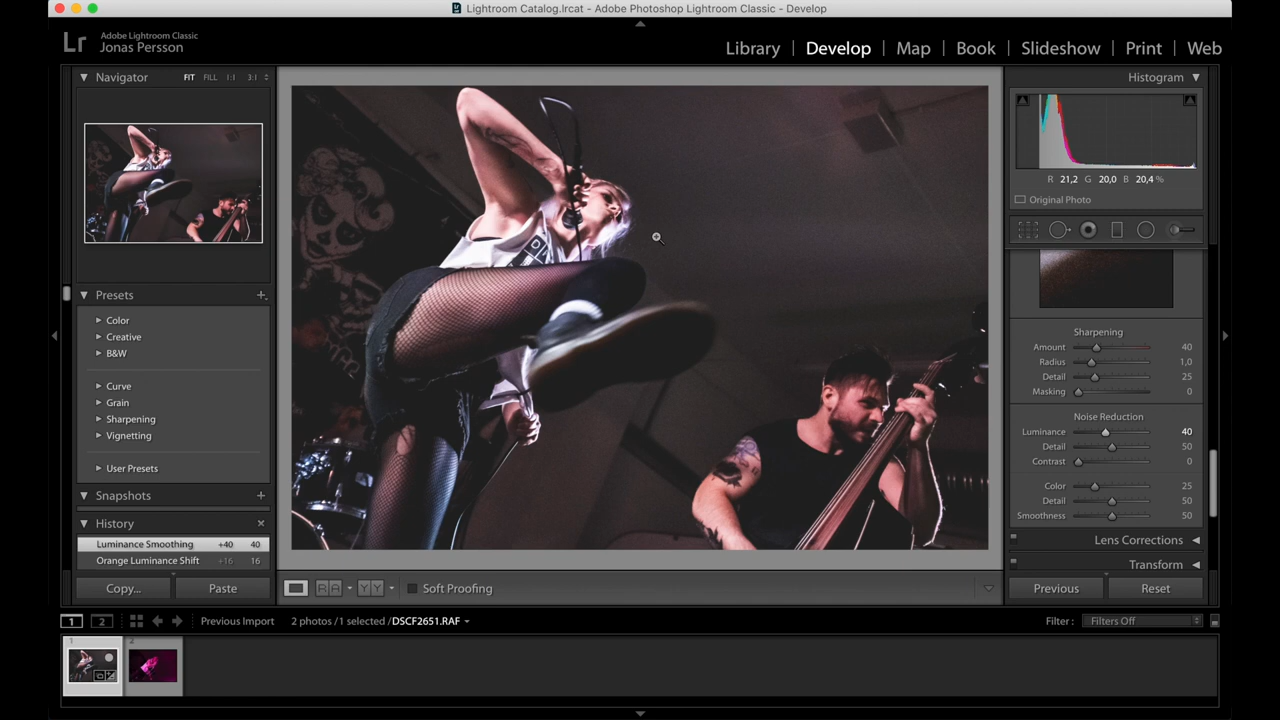 Lightroom Catalog.lrcat - Adobe Photoshop Lightroom Classic - Develop
Lr
Adobe Lightroom Classic
Jonas Persson
Library | Develop | Map | Book | Slideshow | Print | Web
Navigator FIT FILL 1:1 3:1
Presets +
Color
Creative
B&W
Curve
Grain
Sharpening
Vignetting
User Presets
Snapshots +
History ×
Luminance Smoothing +40 40
Orange Luminance Shift +16 16
Copy... Paste
Histogram
R 21,2 G 20,0 B 20,4 %
Original Photo
Sharpening
Amount 40
Radius 1,0
Detail 25
Masking 0
Noise Reduction
Luminance 40
Detail 50
Contrast 0
Color 25
Detail 50
Smoothness 50
Lens Corrections
Transform
Previous Reset
R A Y Y Soft Proofing
1 2 Previous Import 2 photos / 1 selected / DSCF2651.RAF Filter : Filters Off
1 2